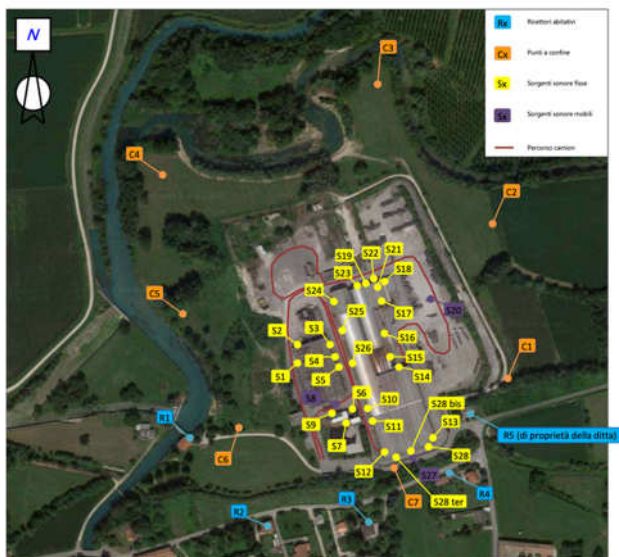 N
Rx Ricettori abitativi
Cx Punti a confine
Sx Sorgenti sonore fisse
Sx Sorgenti sonore mobili
Percorso camion
C3
C4
C2
S19
S22
S21
S23
S18
S24
S17
S20
C5
S25
S2
S3
S16
S26
S4
S15
S1
S5
S14
C1
S8
S6
S10
S28 bis
S9
S11
S13
R1
R5 (di proprietà della ditta)
S7
C6
S12
S28
S27
R4
C7
S28 ter
R2
R3